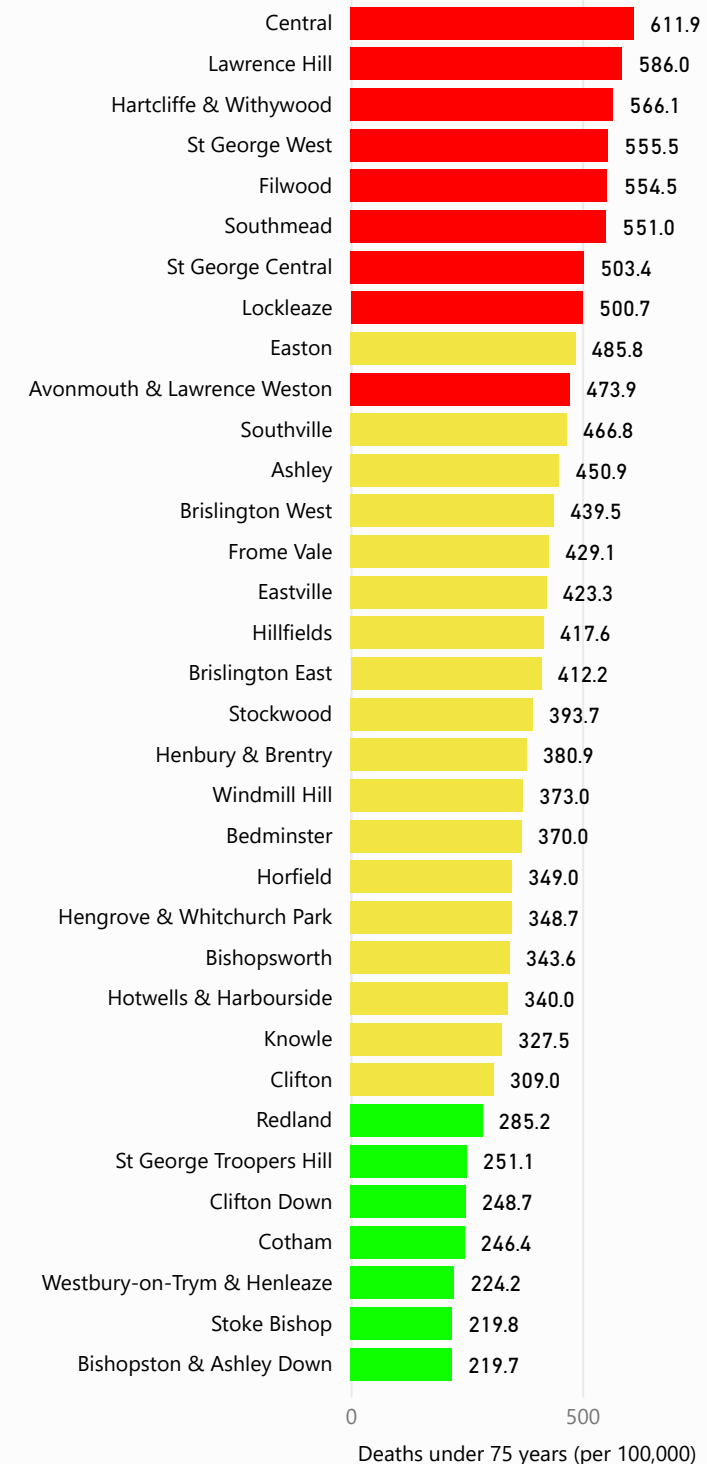 Central 611.9
Lawrence Hill 586.0
Hartcliffe & Withywood 566.1
St George West 555.5
Filwood 554.5
Southmead 551.0
St George Central 503.4
Lockleaze 500.7
Easton 485.8
Avonmouth & Lawrence Weston 473.9
Southville 466.8
Ashley 450.9
Brislington West 439.5
Frome Vale 429.1
Eastville 423.3
Hillfields 417.6
Brislington East 412.2
Stockwood 393.7
Henbury & Brentry 380.9
Windmill Hill 373.0
Bedminster 370.0
Horfield 349.0
Hengrove & Whitchurch Park 348.7
Bishopsworth 343.6
Hotwells & Harbourside 340.0
Knowle 327.5
Clifton 309.0
Redland 285.2
St George Troopers Hill 251.1
Clifton Down 248.7
Cotham 246.4
Westbury-on-Trym & Henleaze 224.2
Stoke Bishop 219.8
Bishopston & Ashley Down 219.7
0 500
Deaths under 75 years (per 100,000)